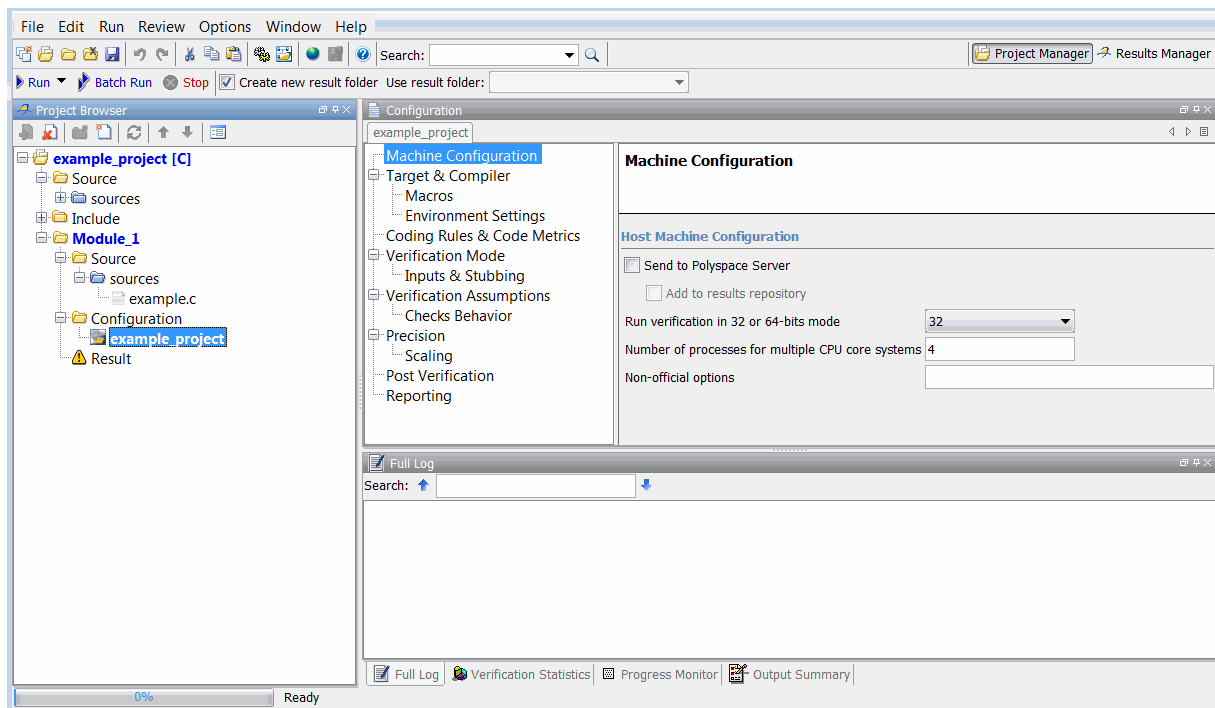 File Edit Run Review Options Window Help
Search:
Project Manager
Results Manager
Run
Batch Run
Stop
Create new result folder
Use result folder:
Project Browser
example_project [C]
Source
sources
Include
Module_1
Source
sources
example.c
Configuration
example_project
Result
Configuration
example_project
Machine Configuration
Target & Compiler
Macros
Environment Settings
Coding Rules & Code Metrics
Verification Mode
Inputs & Stubbing
Verification Assumptions
Checks Behavior
Precision
Scaling
Post Verification
Reporting
Machine Configuration
Host Machine Configuration
Send to Polyspace Server
Add to results repository
Run verification in 32 or 64-bits mode 32
Number of processes for multiple CPU core systems 4
Non-official options
Full Log
Search:
Full Log
Verification Statistics
Progress Monitor
Output Summary
0%
Ready